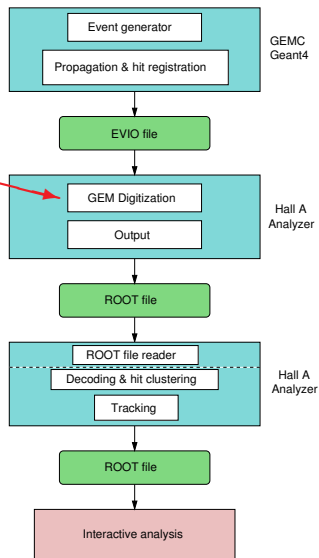 Event generator
GEMC
Geant4
Propagation & hit registration
EVIO file
GEM Digitization
Hall A
Analyzer
Output
ROOT file
ROOT file reader
Decoding & hit clustering
Hall A
Analyzer
Tracking
ROOT file
Interactive analysis